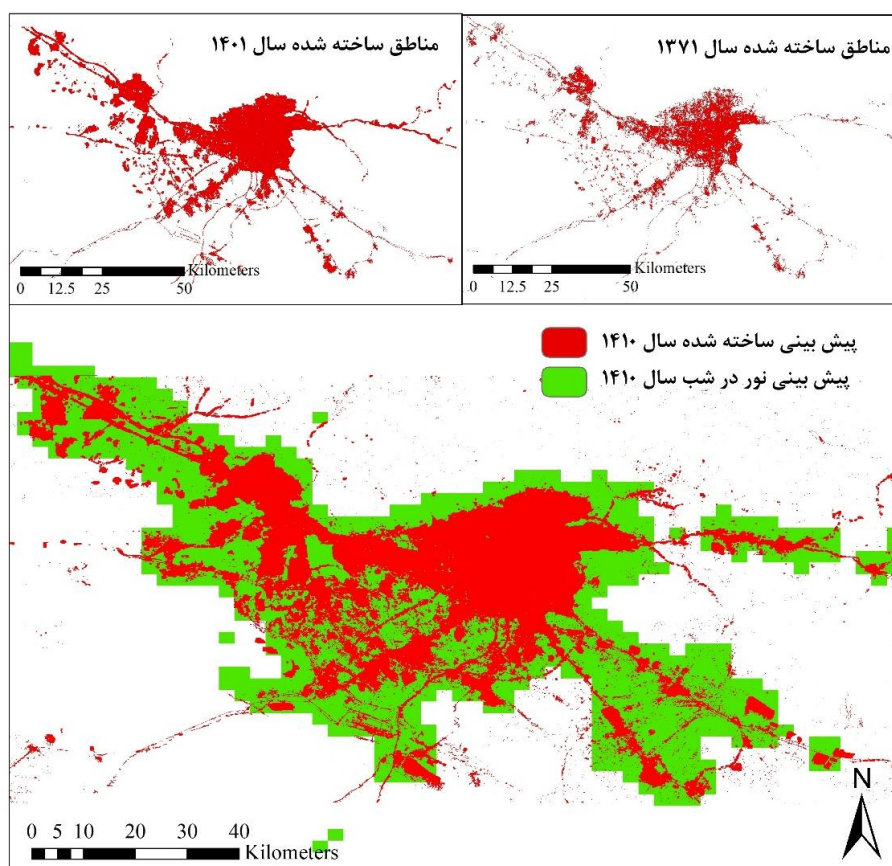 مناطق ساخته شده سال ۱۳۷۱
مناطق ساخته شده سال ۱۴۰۱
Kilometers
0 12.5 25 50
Kilometers
0 12.5 25 50
پیش بینی ساخته شده سال ۱۴۱۰
پیش بینی نور در شب سال ۱۴۱۰
N
0 5 10 20 30 40
Kilometers